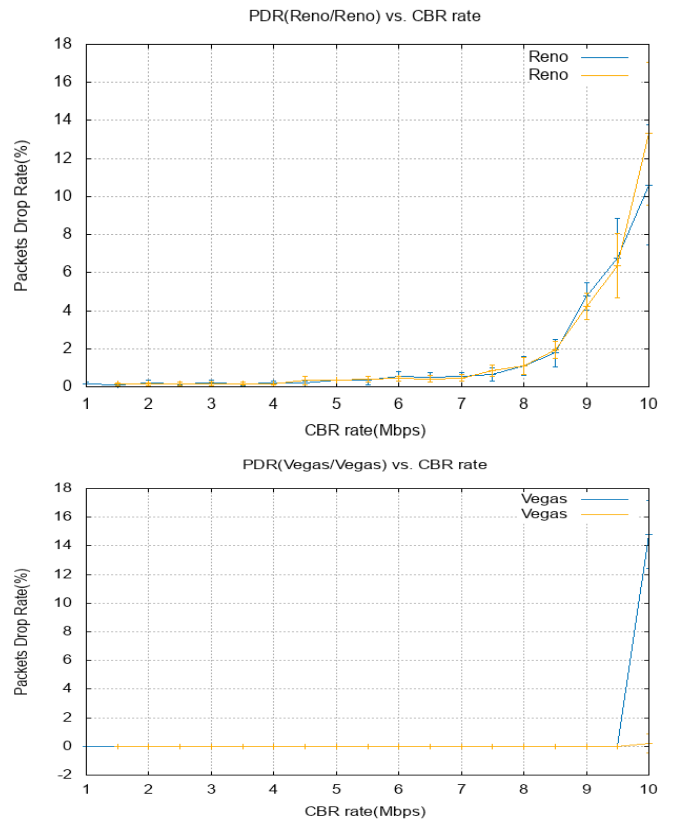 PDR(Reno/Reno) vs. CBR rate
18
16
14
12
10
8
6
4
2
0
Packets Drop Rate(%)
Reno
Reno
1 2 3 4 5 6 7 8 9 10
CBR rate(Mbps)
PDR(Vegas/Vegas) vs. CBR rate
18
16
14
12
10
8
6
4
2
0
-2
Packets Drop Rate(%)
Vegas
Vegas
1 2 3 4 5 6 7 8 9 10
CBR rate(Mbps)